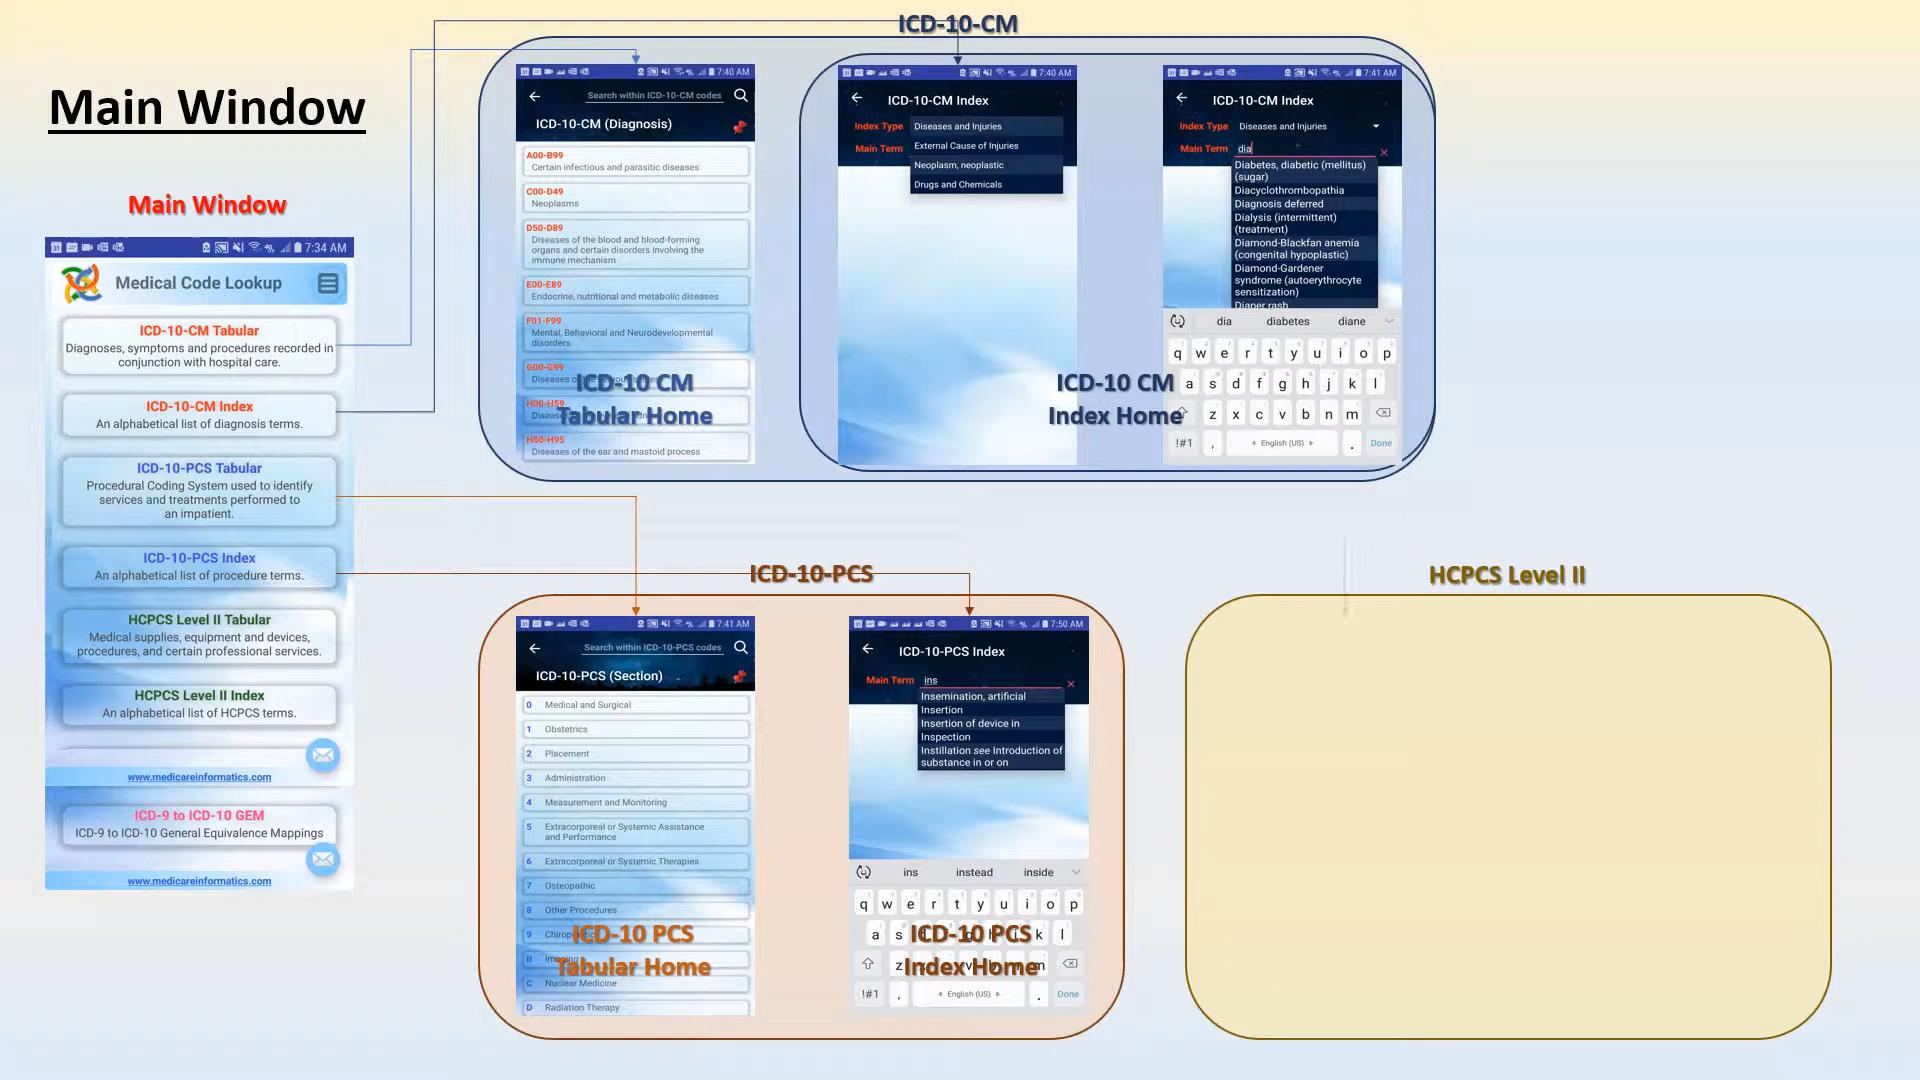 Main Window
Main Window
7:34 AM
Medical Code Lookup
ICD-10-CM Tabular
Diagnoses, symptoms and procedures recorded in
conjunction with hospital care.
ICD-10-CM Index
An alphabetical list of diagnosis terms.
ICD-10-PCS Tabular
Procedural Coding System used to identify
services and treatments performed to
an impatient.
ICD-10-PCS Index
An alphabetical list of procedure terms.
HCPCS Level II Tabular
Medical supplies, equipment and devices,
procedures, and certain professional services.
HCPCS Level II Index
An alphabetical list of HCPCS terms.
www.medicareinformatics.com
ICD-9 to ICD-10 GEM
ICD-9 to ICD-10 General Equivalence Mappings
www.medicareinformatics.com
ICD-10-CM
7:40 AM
Search within ICD-10-CM codes
ICD-10-CM (Diagnosis)
A00-B99
Certain infectious and parasitic diseases
C00-D49
Neoplasms
D50-D89
Diseases of the blood and blood-forming
organs and certain disorders involving the
immune mechanism
E00-E89
Endocrine, nutritional and metabolic diseases
F01-F99
Mental, Behavioral and Neurodevelopmental
disorders
G00-G99
H00-H59
H60-H95
Diseases of the ear and mastoid process
ICD-10 CM
Tabular Home
7:40 AM
ICD-10-CM Index
Index Type
Diseases and Injuries
External Cause of Injuries
Main Term
Neoplasm, neoplastic
Drugs and Chemicals
7:41 AM
ICD-10-CM Index
Index Type Diseases and Injuries
Main Term dia
Diabetes, diabetic (mellitus)
(sugar)
Diacyclothrombopathia
Diagnosis deferred
Dialysis (intermittent)
(treatment)
Diamond-Blackfan anemia
(congenital hypoplastic)
Diamond-Gardener
syndrome (autoerythrocyte
sensitization)
Diaper rash
dia diabetes diane
q w e r t y u i o p
a s d f g h j k l
z x c v b n m
!#1 , English (US) . Done
ICD-10 CM
Index Home
ICD-10-PCS
7:41 AM
Search within ICD-10-PCS codes
ICD-10-PCS (Section)
0 Medical and Surgical
1 Obstetrics
2 Placement
3 Administration
4 Measurement and Monitoring
5 Extracorporeal or Systemic Assistance
and Performance
6 Extracorporeal or Systemic Therapies
7 Osteopathic
8 Other Procedures
9
B
C Nuclear Medicine
D Radiation Therapy
ICD-10 PCS
Tabular Home
7:50 AM
ICD-10-PCS Index
Main Term ins
Insemination, artificial
Insertion
Insertion of device in
Inspection
Instillation see Introduction of
substance in or on
ins instead inside
q w e r t y u i o p
a s k l
z m
!#1 , English (US) . Done
ICD-10 PCS
Index Home
HCPCS Level II